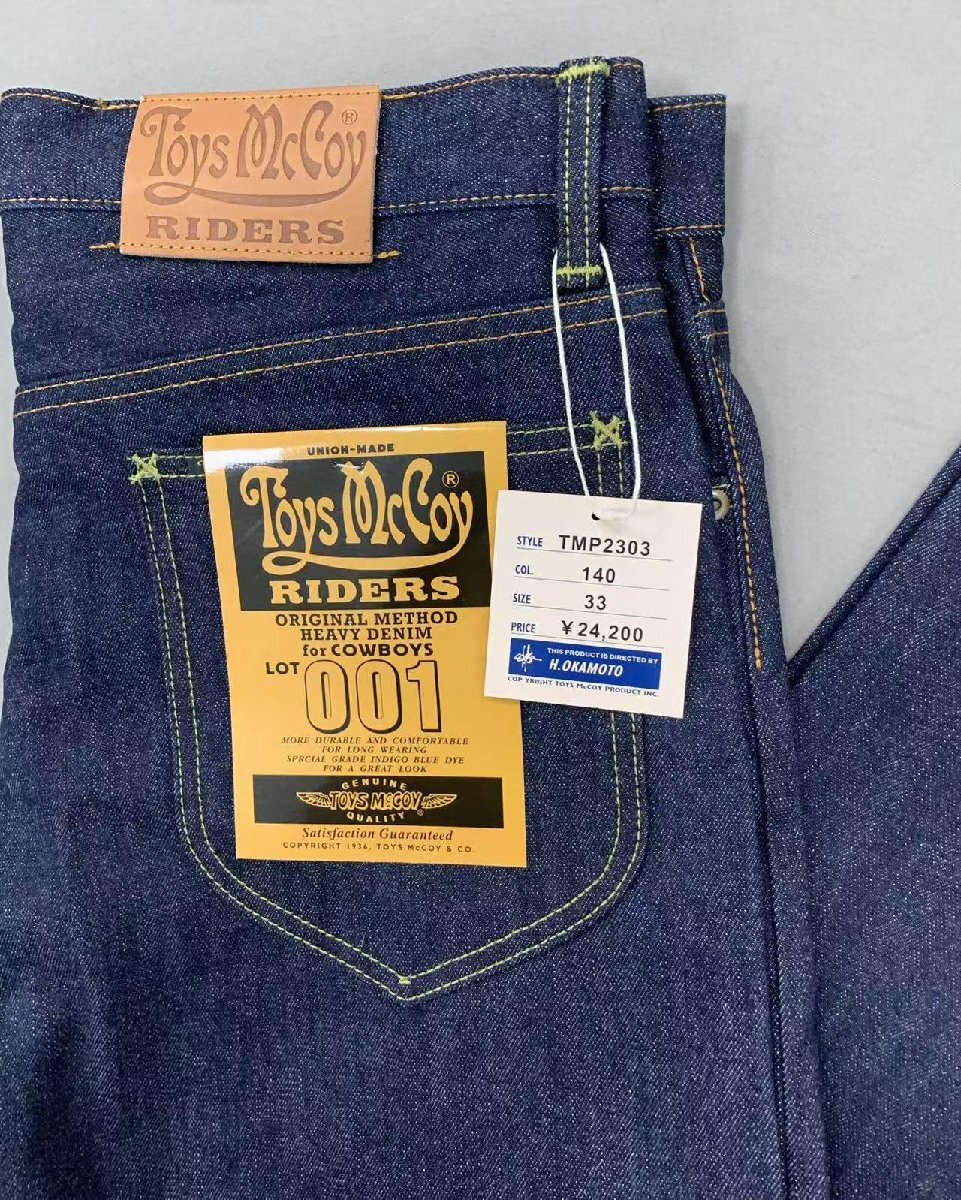 Toys McCoy®
RIDERS
UNION-MADE
Toys McCoy®
RIDERS
ORIGINAL METHOD
HEAVY DENIM
for COWBOYS
LOT 001
MORE DURABLE AND COMFORTABLE
FOR LONG WEARING
SPECIAL GRADE INDIGO BLUE DYE
FOR A GREAT LOOK
GENUINE
TOYS McCOY®
QUALITY
Satisfaction Guaranteed
COPYRIGHT 1936, TOYS McCOY & CO.
STYLE TMP2303
COL. 140
SIZE 33
PRICE ¥24,200
THIS PRODUCT IS DIRECTED BY
H.OKAMOTO
COPYRIGHT TOYS McCOY PRODUCT INC.